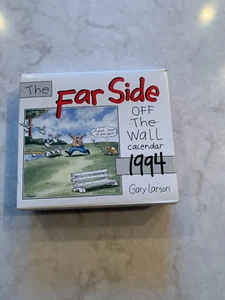 The
Far Side
OFF
-The-
WALL
calendar
1994
Gary Larson